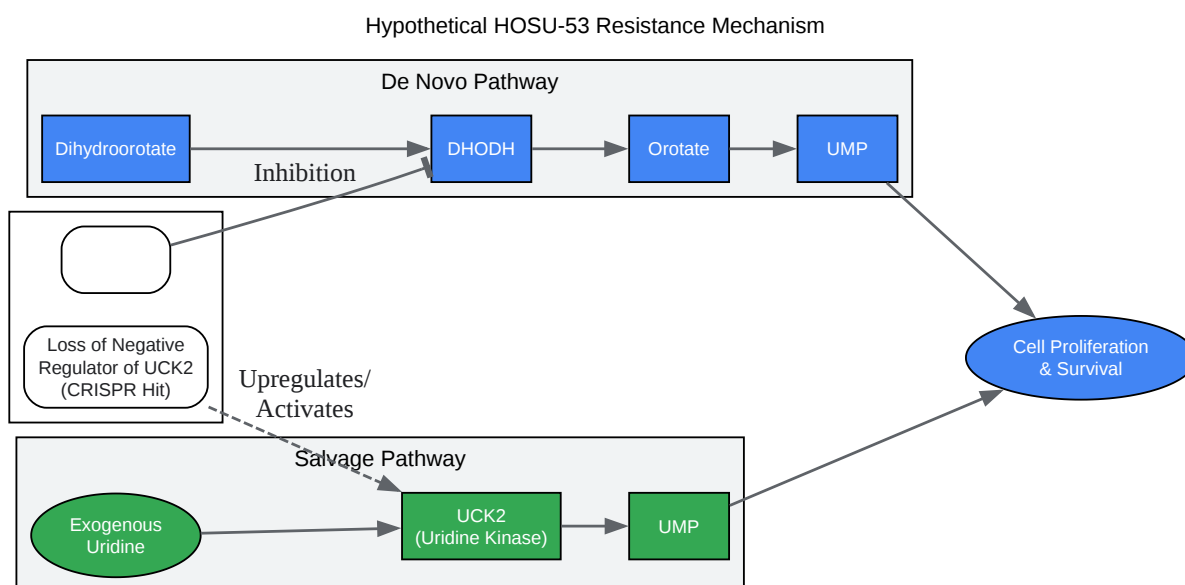 Hypothetical HOSU-53 Resistance Mechanism
De Novo Pathway
Dihydroorotate
DHODH
Orotate
UMP
Inhibition
Loss of Negative
Regulator of UCK2
(CRISPR Hit)
Upregulates/
Activates
Cell Proliferation
& Survival
Salvage Pathway
Exogenous
Uridine
UCK2
(Uridine Kinase)
UMP